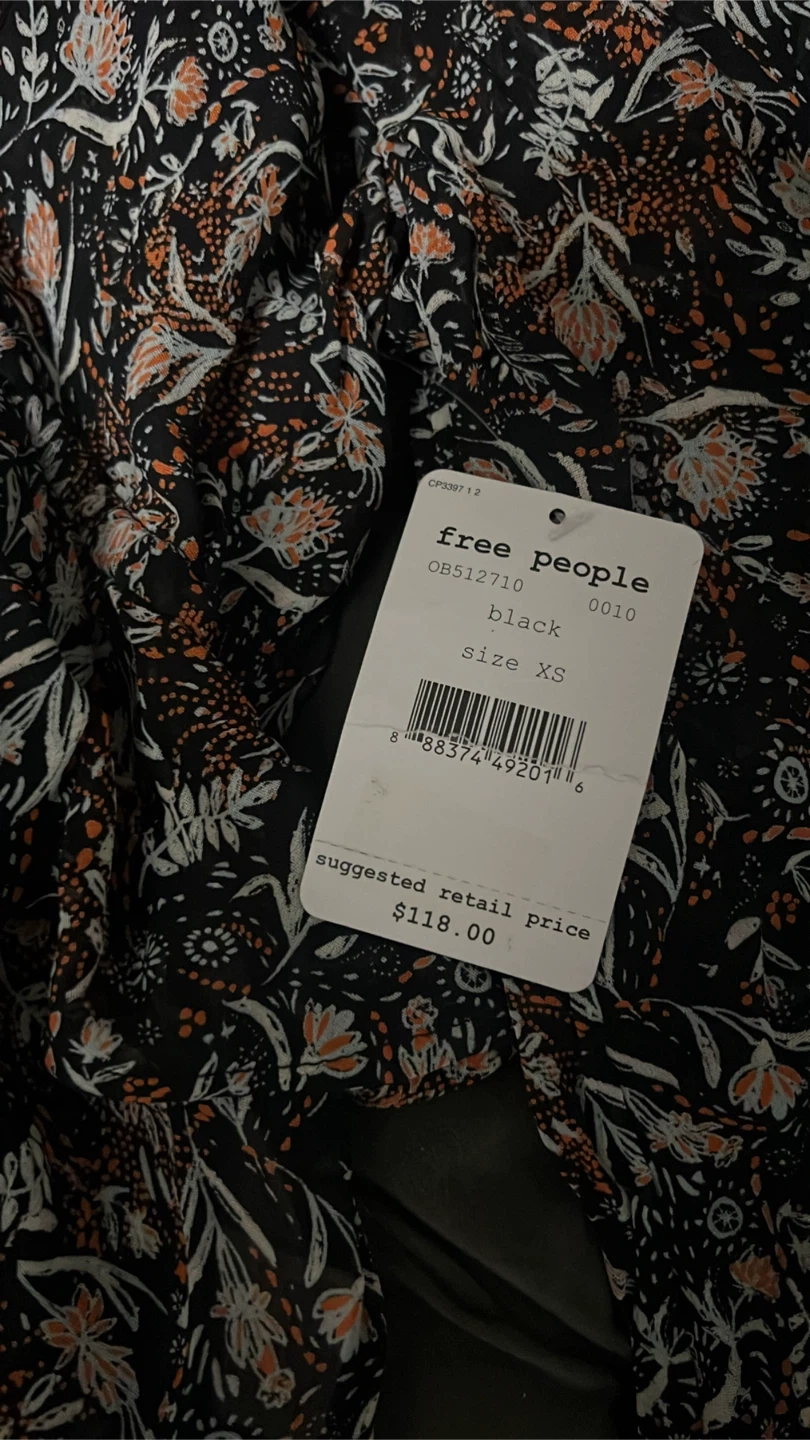 CP3397 1 2
free people
OB512710 0010
black
size XS
8 88374 49201 6
suggested retail price
$118.00